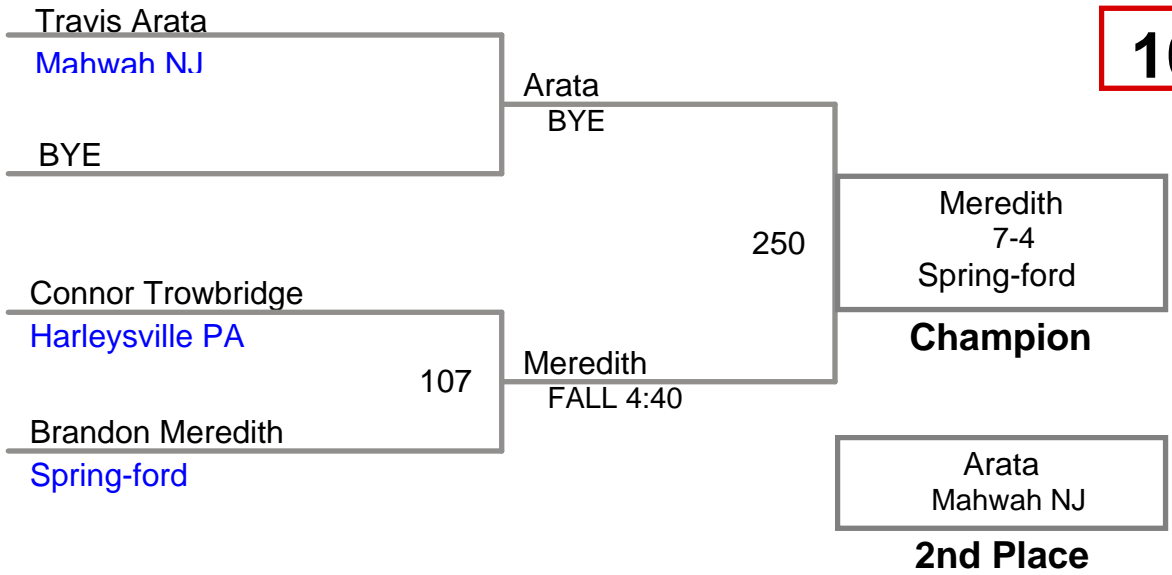 Travis Arata
Mahwah NJ
Arata
BYE
BYE
250
Meredith
7-4
Spring-ford
Champion
Connor Trowbridge
Harleysville PA
107
Meredith
FALL 4:40
Brandon Meredith
Spring-ford
Arata
Mahwah NJ
2nd Place